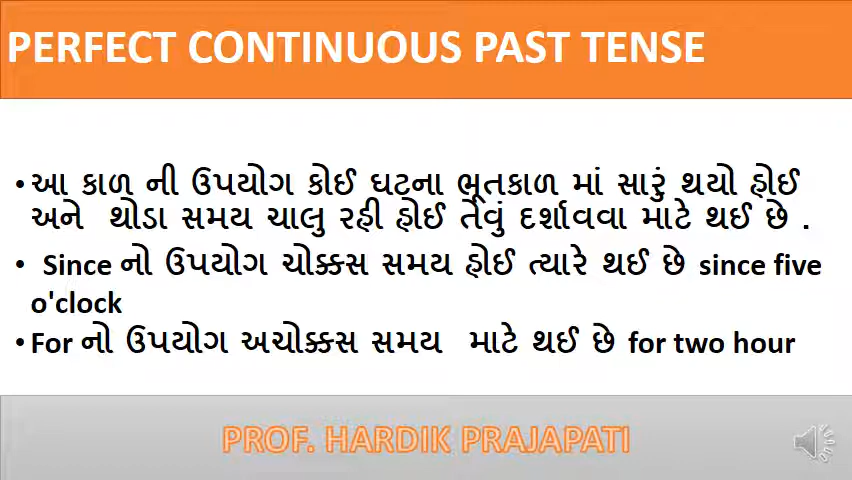 PERFECT CONTINUOUS PAST TENSE
• આ કાળ ની ઉપયોગ કોઈ ઘટના ભૂતકાળ માં સારું થયો હોઈ
અને થોડા સમય ચાલુ રહી હોઈ તેવું દર્શાવવા માટે થઈ છે .
• Since નો ઉપયોગ ચોક્કસ સમય હોઈ ત્યારે થઈ છે since five
o'clock
• For નો ઉપયોગ અચોક્કસ સમય માટે થઈ છે for two hour
PROF. HARDIK PRAJAPATI